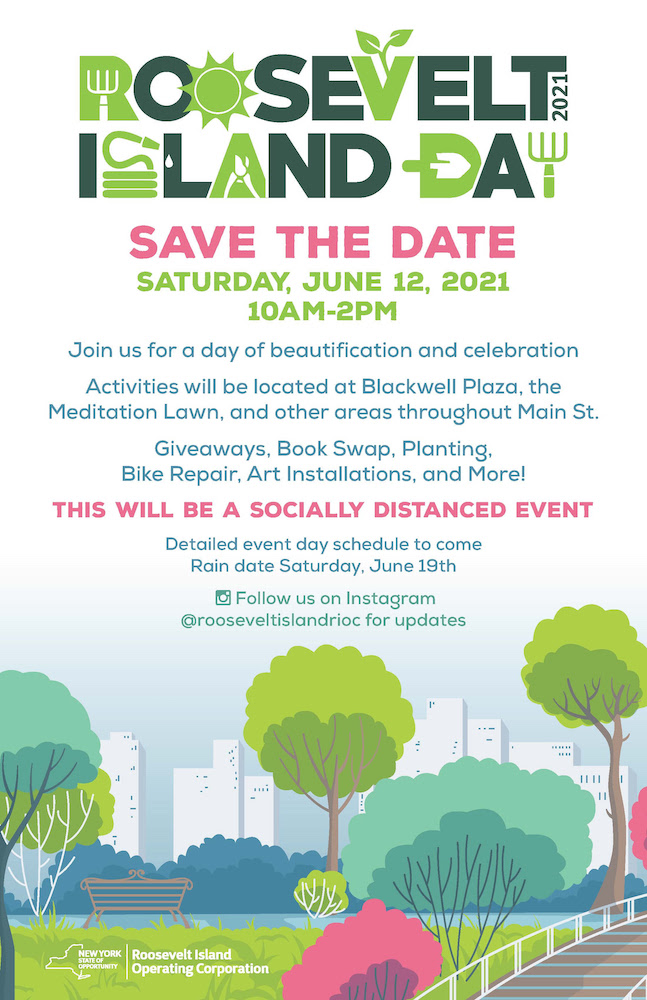 ROOSEVELT
2021
ISLAND DAY
SAVE THE DATE
SATURDAY, JUNE 12, 2021
10AM-2PM
Join us for a day of beautification and celebration
Activities will be located at Blackwell Plaza, the
Meditation Lawn, and other areas throughout Main St.
Giveaways, Book Swap, Planting,
Bike Repair, Art Installations, and More!
THIS WILL BE A SOCIALLY DISTANCED EVENT
Detailed event day schedule to come
Rain date Saturday, June 19th
Follow us on Instagram
@rooseveltislandrioc for updates
NEW YORK
STATE OF
OPPORTUNITY
Roosevelt Island
Operating Corporation